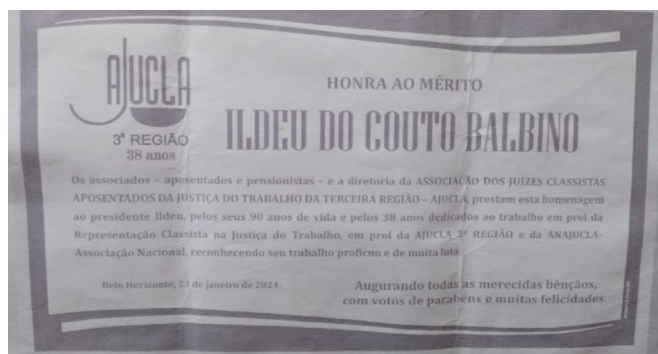 AJUCLA
3ª REGIÃO
38 anos
HONRA AO MÉRITO
ILDEU DO COUTO BALBINO
Os associados – aposentados e pensionistas – e a diretoria da ASSOCIAÇÃO DOS JUÍZES CLASSISTAS
APOSENTADOS DA JUSTIÇA DO TRABALHO DA TERCEIRA REGIÃO – AJUCLA, prestam esta homenagem
ao presidente Ildeu, pelos seus 90 anos de vida e pelos 38 anos dedicados ao trabalho em prol da
Representação Classista na Justiça do Trabalho, em prol da AJUCLA 3ª REGIÃO e da ANAJUCLA-
Associação Nacional, reconhecendo seu trabalho profícuo e de muita luta.
Belo Horizonte, 23 de janeiro de 2024.
Augurando todas as merecidas bênçãos,
com votos de parabéns e muitas felicidades.